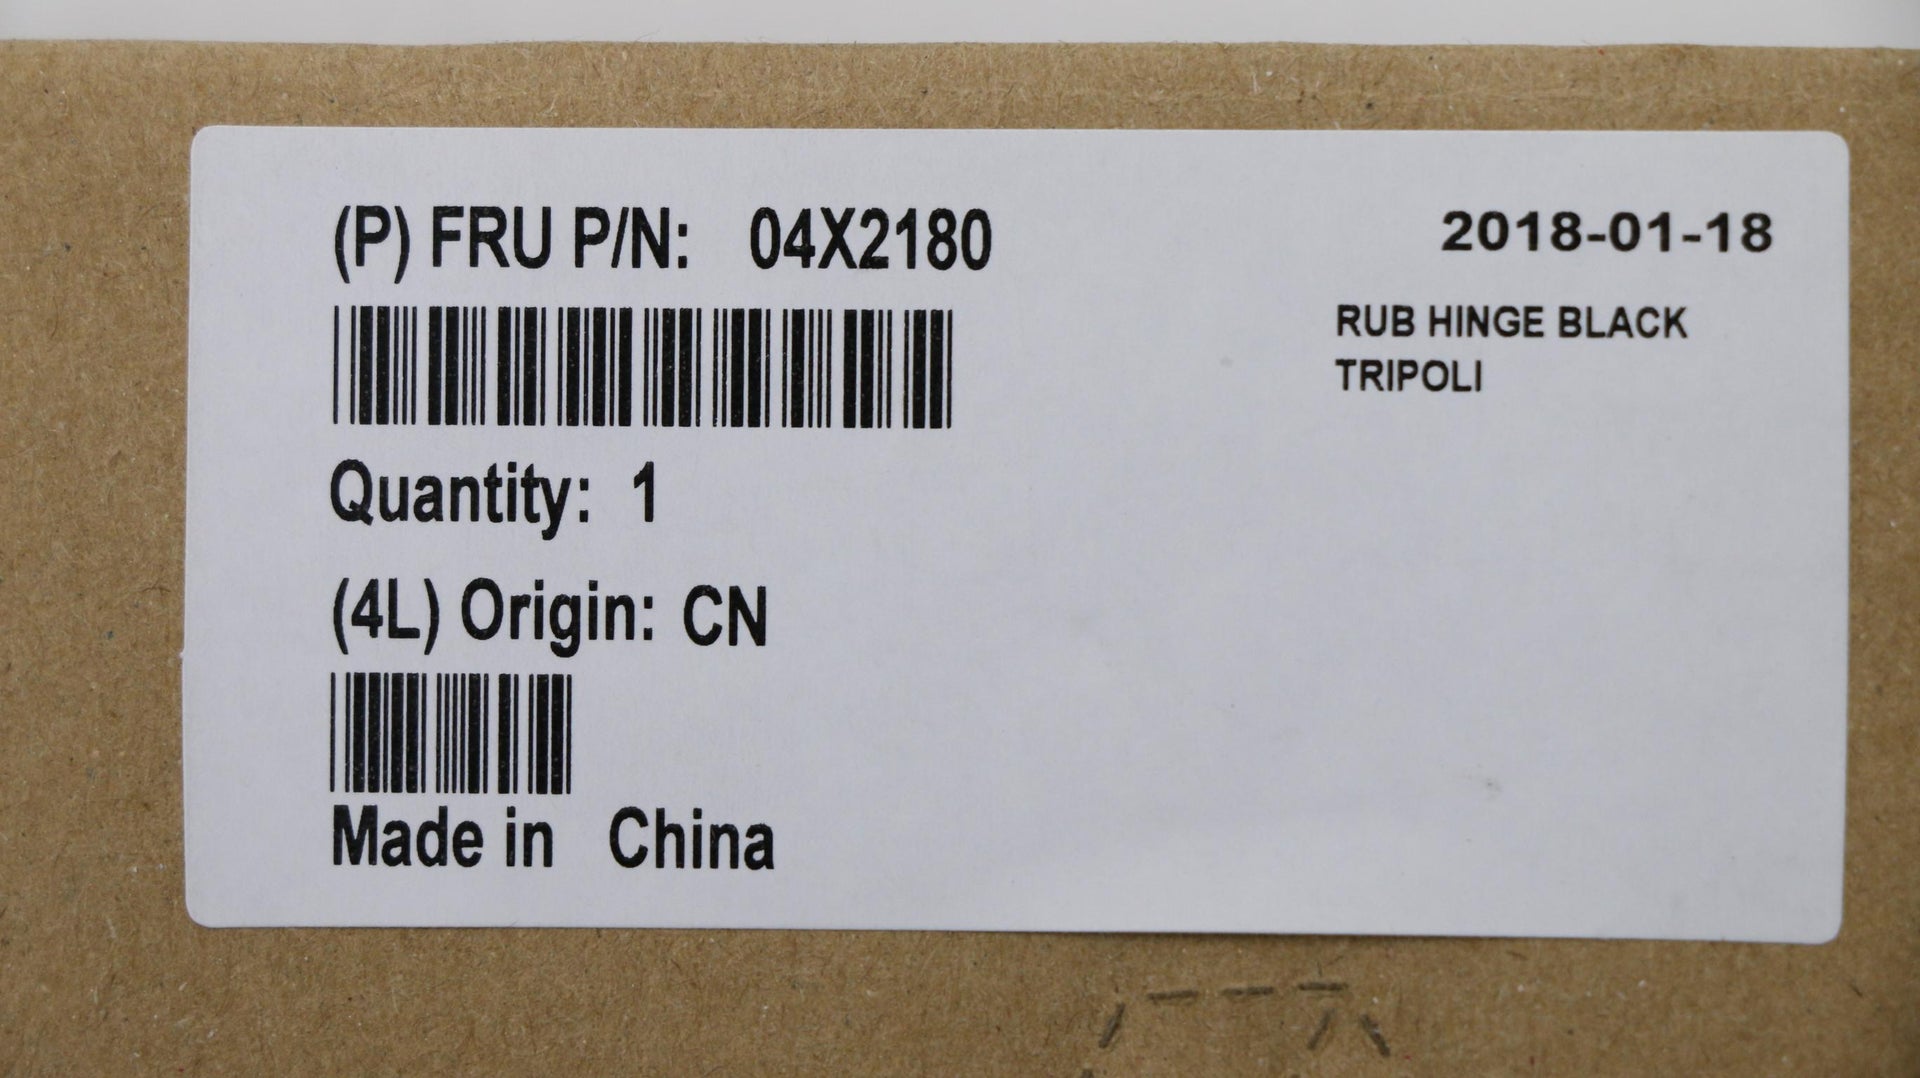 (P) FRU P/N: 04X2180
2018-01-18
RUB HINGE BLACK
TRIPOLI
Quantity: 1
(4L) Origin: CN
Made in China